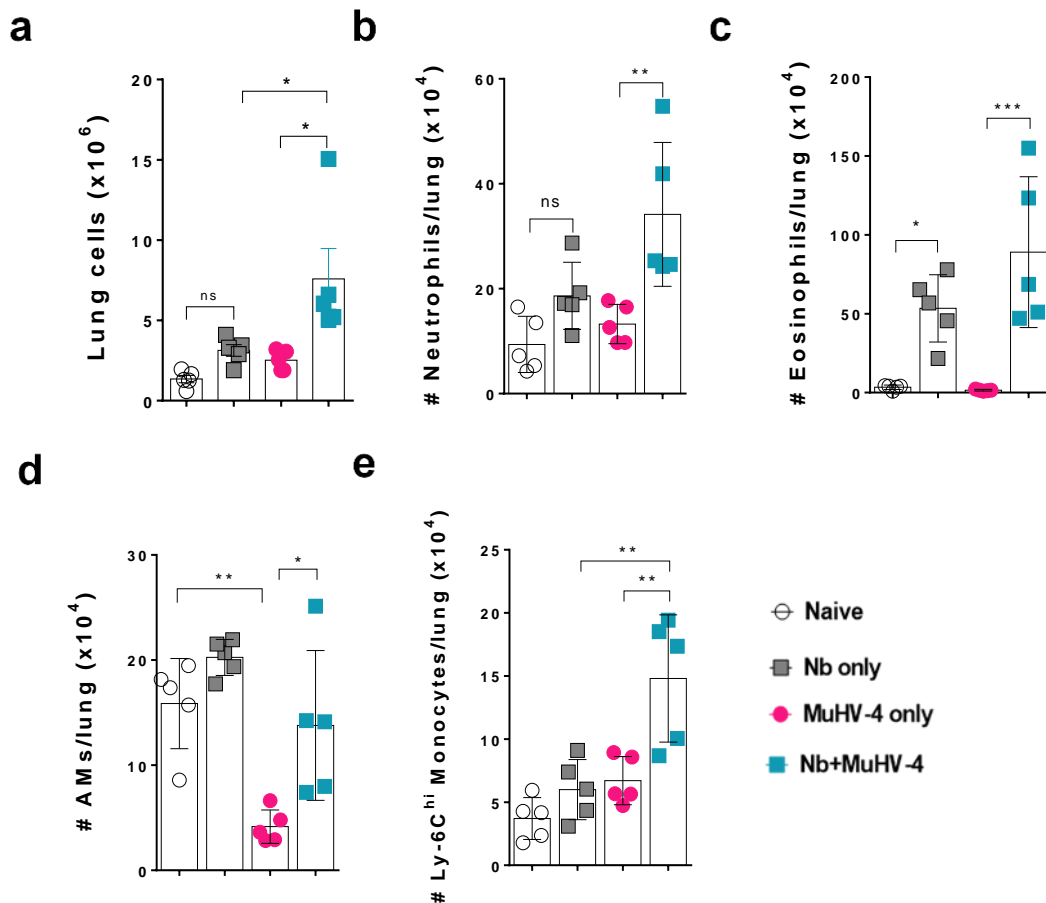 a
Lung cells (x10⁶)
20
15
10
5
0
ns
*
*
b
# Neutrophils/lung (x10⁴)
60
40
20
0
ns
**
c
# Eosinophils/lung (x10⁴)
200
150
100
50
0
*
***
d
# AMs/lung (x10⁴)
30
20
10
0
**
*
e
# Ly-6Cʰⁱ Monocytes/lung (x10⁴)
25
20
15
10
5
0
**
**
Naive
Nb only
MuHV-4 only
Nb+MuHV-4